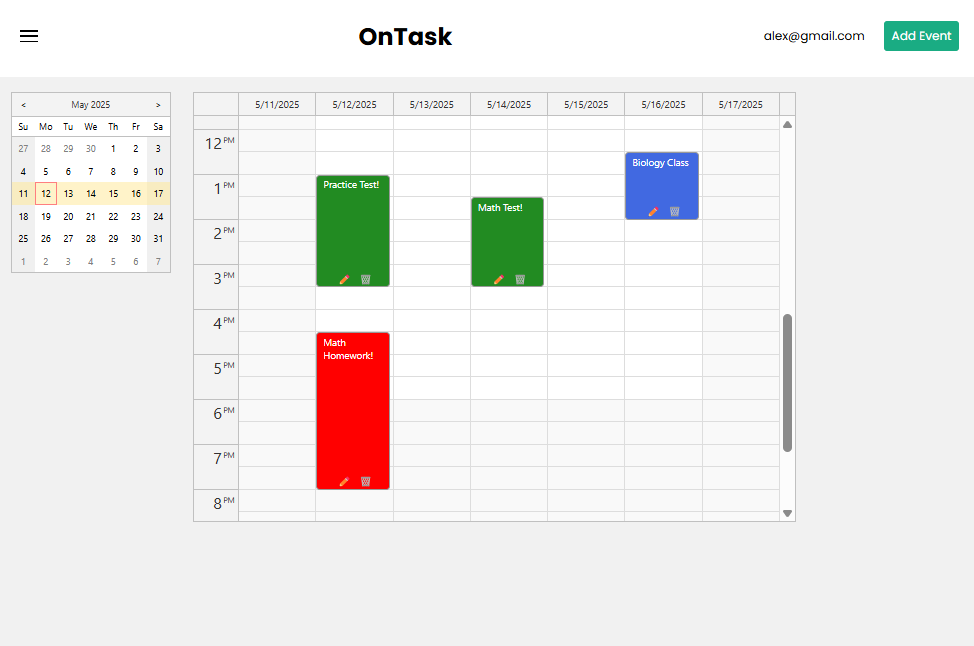 OnTask
alex@gmail.com
Add Event
< May 2025 >
Su Mo Tu We Th Fr Sa
27 28 29 30 1 2 3
4 5 6 7 8 9 10
11 12 13 14 15 16 17
18 19 20 21 22 23 24
25 26 27 28 29 30 31
1 2 3 4 5 6 7
5/11/2025 5/12/2025 5/13/2025 5/14/2025 5/15/2025 5/16/2025 5/17/2025
12 PM
Biology Class
1 PM
Practice Test!
Math Test!
2 PM
3 PM
4 PM
Math
Homework!
5 PM
6 PM
7 PM
8 PM